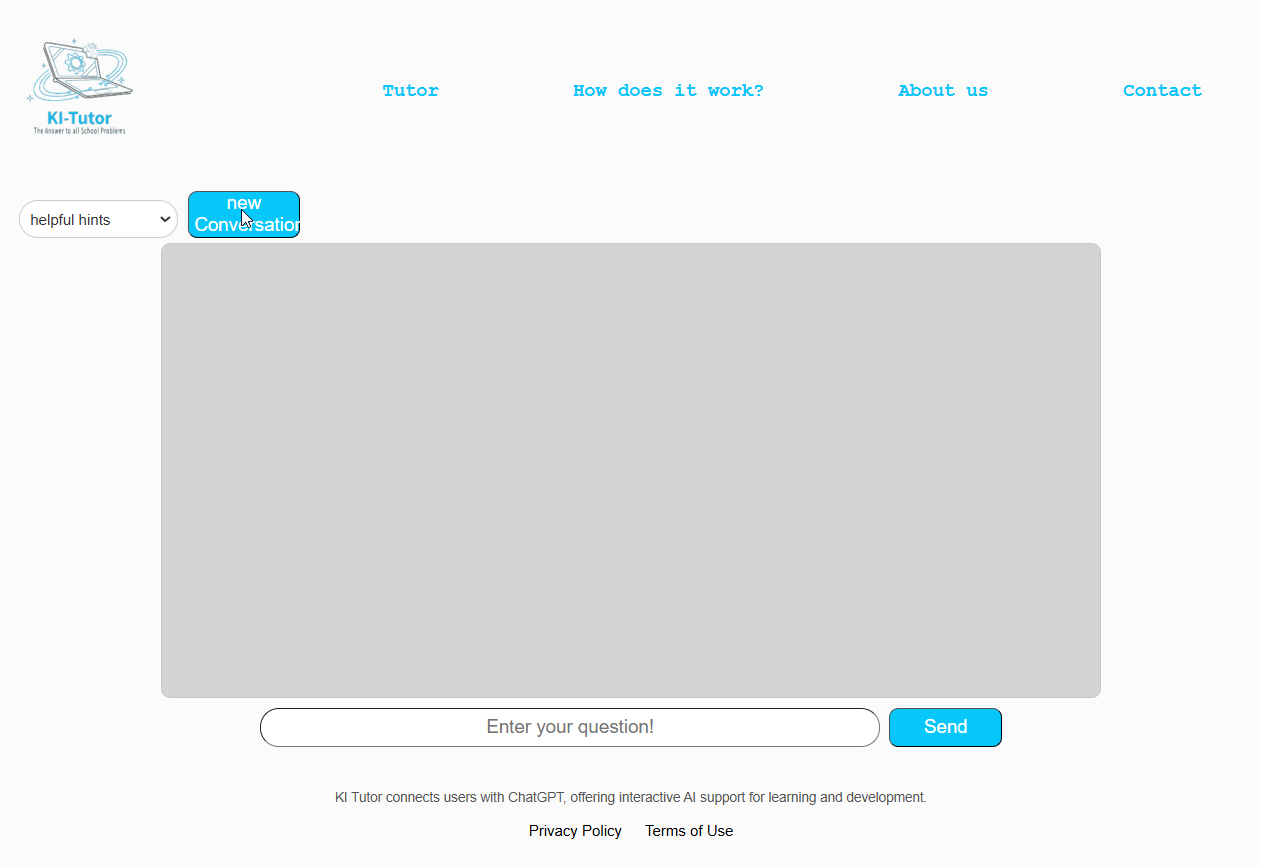 KI-Tutor
The Answer to all School Problems
Tutor
How does it work?
About us
Contact
helpful hints
new
Conversation
Enter your question!
Send
KI Tutor connects users with ChatGPT, offering interactive AI support for learning and development.
Privacy Policy
Terms of Use